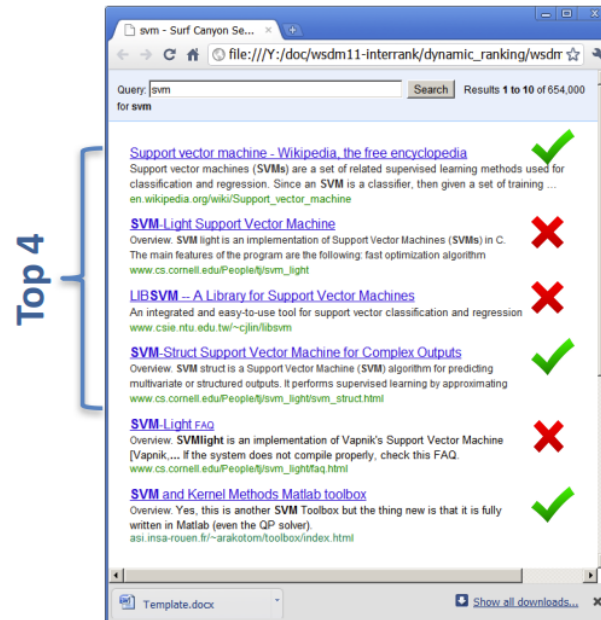 svm - Surf Canyon Se...
file:///Y:/doc/wsdm11-interrank/dynamic_ranking/wsdm
Query: svm Search Results 1 to 10 of 654,000
for svm
Top 4
Support vector machine - Wikipedia, the free encyclopedia
Support vector machines (SVMs) are a set of related supervised learning methods used for
classification and regression. Since an SVM is a classifier, then given a set of training ...
en.wikipedia.org/wiki/Support_vector_machine
SVM-Light Support Vector Machine
Overview. SVM light is an implementation of Support Vector Machines (SVMs) in C.
The main features of the program are the following: fast optimization algorithm
www.cs.cornell.edu/People/tj/svm_light
LIBSVM -- A Library for Support Vector Machines
An integrated and easy-to-use tool for support vector classification and regression
www.csie.ntu.edu.tw/~cjlin/libsvm
SVM-Struct Support Vector Machine for Complex Outputs
Overview. SVM struct is a Support Vector Machine (SVM) algorithm for predicting
multivariate or structured outputs. It performs supervised learning by approximating
www.cs.cornell.edu/People/tj/svm_light/svm_struct.html
SVM-Light FAQ
Overview. SVMlight is an implementation of Vapnik's Support Vector Machine
[Vapnik,... If the system does not compile properly, check this FAQ.
www.cs.cornell.edu/People/tj/svm_light/faq.html
SVM and Kernel Methods Matlab toolbox
Overview. Yes, this is another SVM Toolbox but the thing new is that it is fully
written in Matlab (even the QP solver).
asi.insa-rouen.fr/~arakotom/toolbox/index.html
Template.docx Show all downloads...